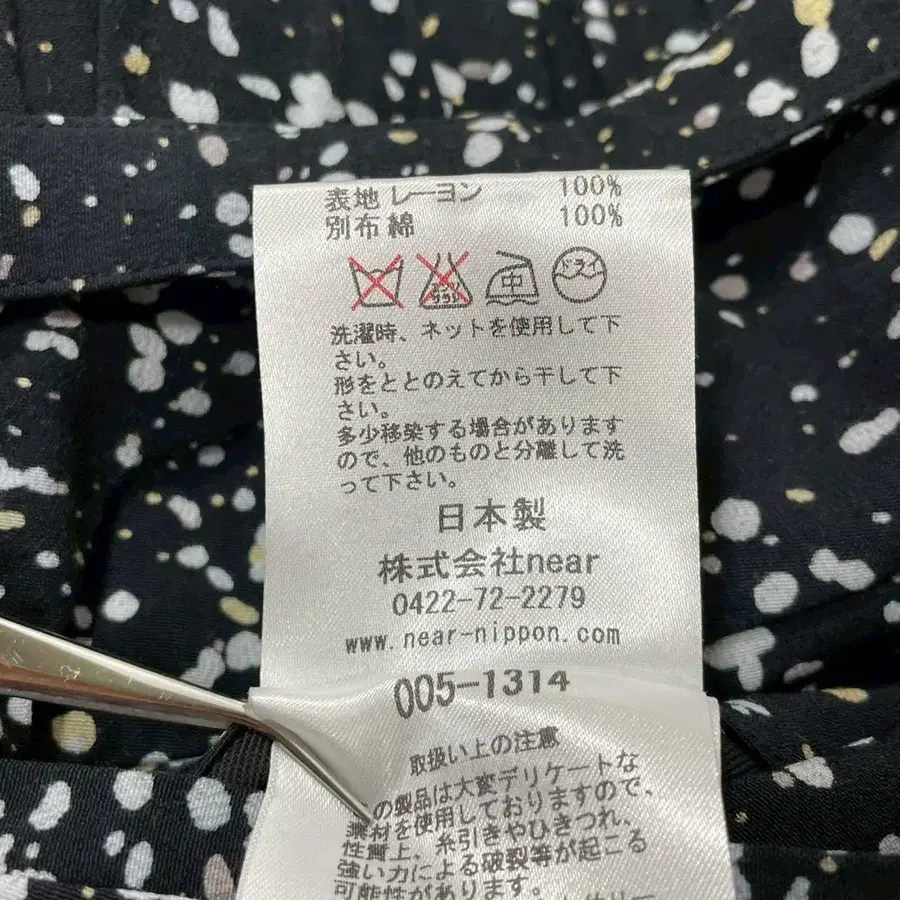 表地 レーヨン 100%
別布 綿 100%
中 ドライ
洗濯時、ネットを使用して下
さい。
形をととのえてから干して下
さい。
多少移染する場合があります
ので、他のものと分離して洗
って下さい。
日本製
株式会社near
0422-72-2279
www.near-nippon.com
005-1314
取扱い上の注意
の製品は大変デリケートな
素材を使用しておりますので、
性質上、糸引きやひきつれ、
強い力による破裂等が起こる
可能性があります。